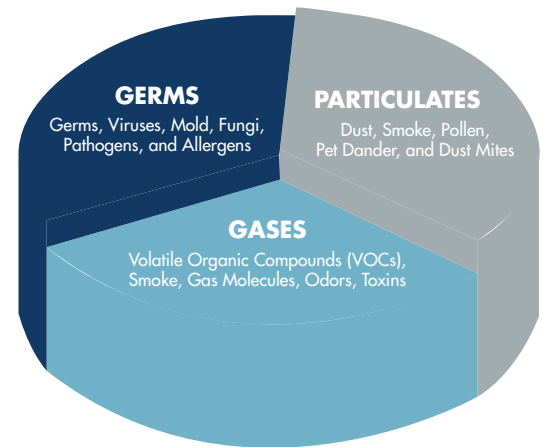 GERMS
Germs, Viruses, Mold, Fungi,
Pathogens, and Allergens
PARTICULATES
Dust, Smoke, Pollen,
Pet Dander, and Dust Mites
GASES
Volatile Organic Compounds (VOCs),
Smoke, Gas Molecules, Odors, Toxins